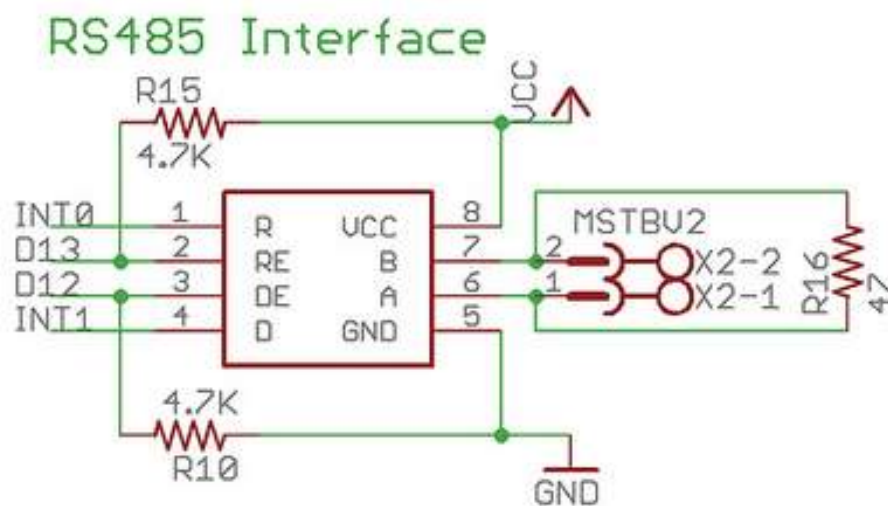 RS485 Interface
R15
4.7K
VCC
INT0
D13
D12
INT1
1
2
3
4
R
RE
DE
D
VCC
B
A
GND
8
7
6
5
MSTBV2
2
1
X2-2
X2-1
R16
47
4.7K
R10
GND